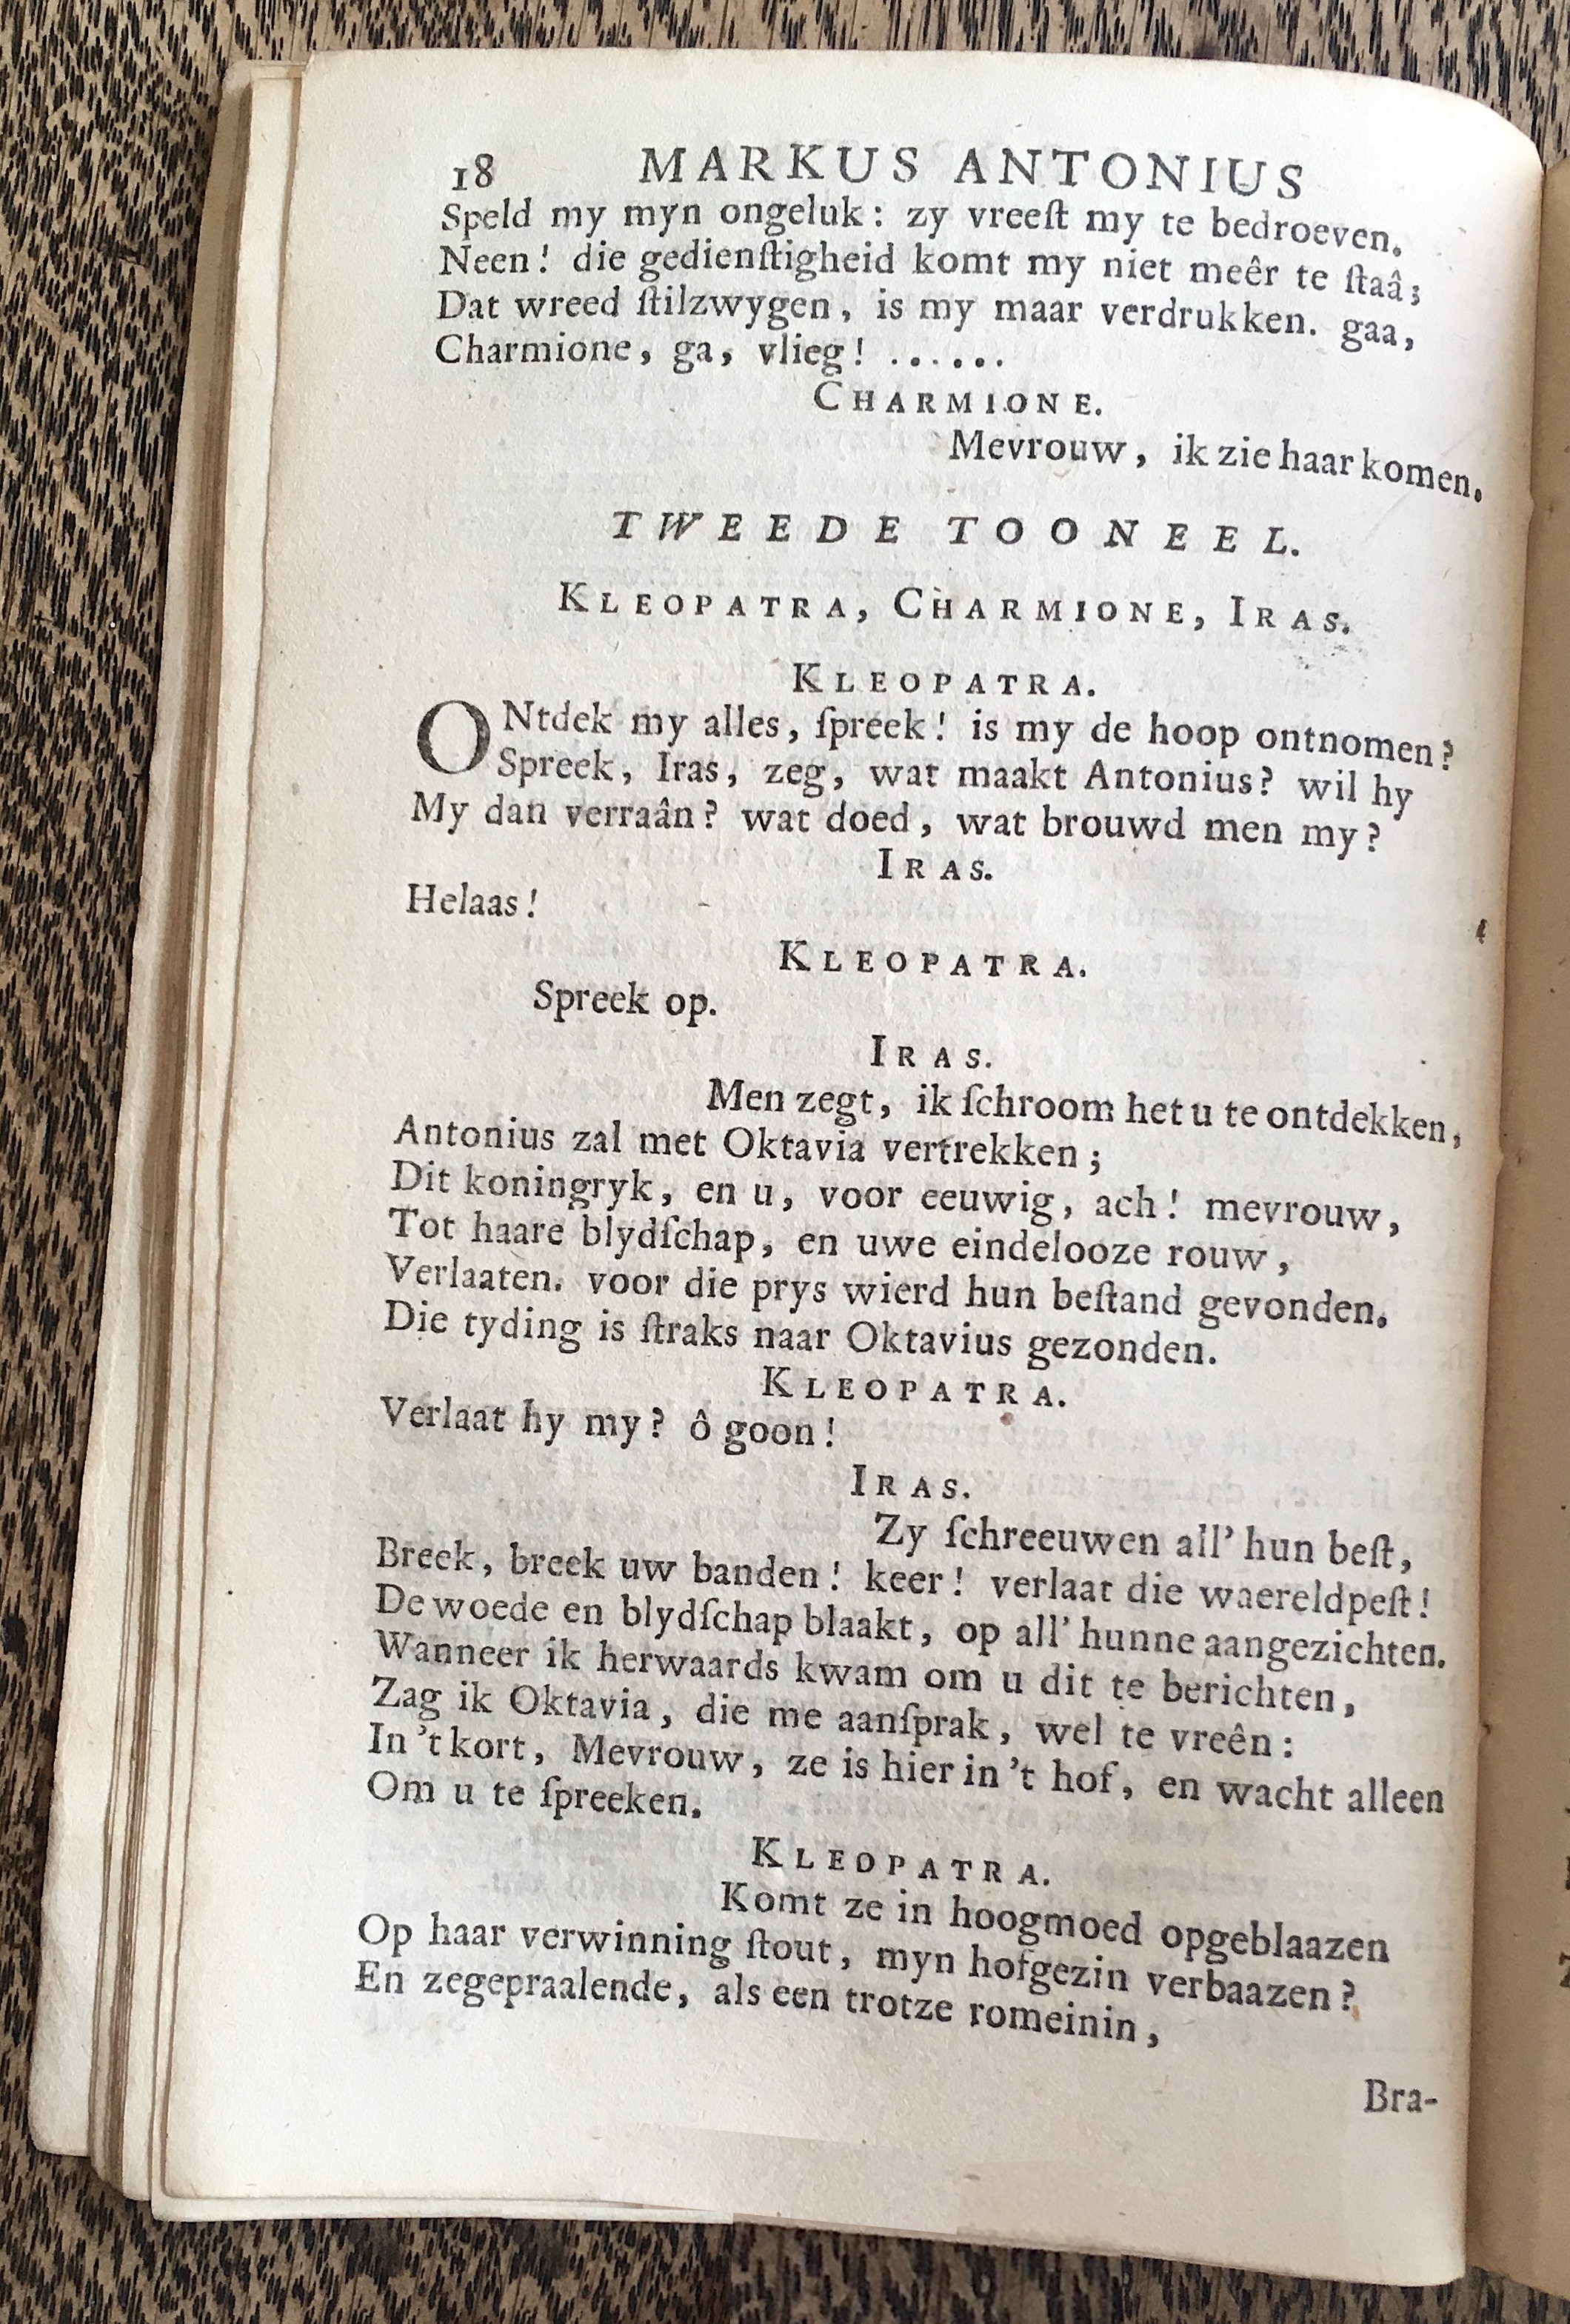 18 MARKUS ANTONIUS
Speld my myn ongeluk: zy vreeſt my te bedroeven.
Neen! die gedienſtigheid komt my niet meêr te ſtaâ;
Dat wreed ſtilzwygen, is my maar verdrukken. gaa,
Charmione, ga, vlieg! ......
CHARMIONE.
Mevrouw, ik zie haar komen.
TWEEDE TOONEEL.
KLEOPATRA, CHARMIONE, IRAS.
KLEOPATRA.
ONtdek my alles, ſpreek! is my de hoop ontnomen?
Spreek, Iras, zeg, wat maakt Antonius? wil hy
My dan verraân? wat doed, wat brouwd men my?
IRAS.
Helaas!
KLEOPATRA.
Spreek op.
IRAS.
Men zegt, ik ſchroom het u te ontdekken,
Antonius zal met Oktavia vertrekken;
Dit koningryk, en u, voor eeuwig, ach! mevrouw,
Tot haare blydſchap, en uwe eindelooze rouw,
Verlaaten. voor die prys wierd hun beſtand gevonden.
Die tyding is ſtraks naar Oktavius gezonden.
KLEOPATRA.
Verlaat hy my? ô goon!
IRAS.
Zy ſchreeuwen all' hun beſt,
Breek, breek uw banden! keer! verlaat die waereldpeſt!
De woede en blydſchap blaakt, op all' hunne aangezichten.
Wanneer ik herwaards kwam om u dit te berichten,
Zag ik Oktavia, die me aanſprak, wel te vreên:
In 't kort, Mevrouw, ze is hier in 't hof, en wacht alleen
Om u te ſpreeken.
KLEOPATRA.
Komt ze in hoogmoed opgeblaazen
Op haar verwinning ſtout, myn hofgezin verbaazen?
En zegepraalende, als een trotze romeinin,
Bra-